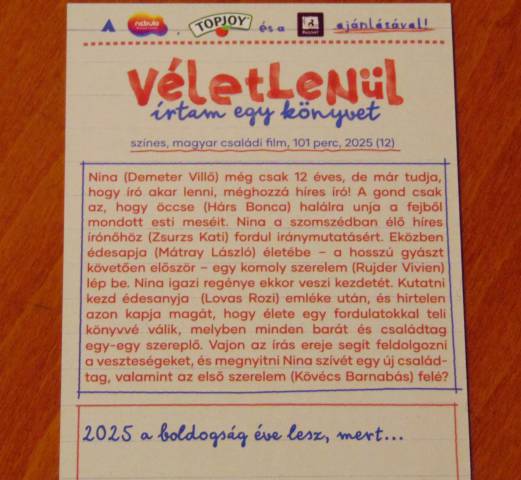 A nebula , TOPJOY és a ajánlásával!
Véletlenül
írtam egy könyvet
színes, magyar családi film, 101 perc, 2025 (12)
Nina (Demeter Villő) még csak 12 éves, de már tudja,
hogy író akar lenni, méghozzá híres író! A gond csak
az, hogy öccse (Hárs Bonca) halálra unja a fejből
mondott esti meséit. Nina a szomszédban élő híres
írónőhöz (Zsurzs Kati) fordul iránymutatásért. Eközben
édesapja (Mátray László) életébe – a hosszú gyászt
követően először – egy komoly szerelem (Rujder Vivien)
lép be. Nina igazi regénye ekkor veszi kezdetét. Kutatni
kezd édesanyja (Lovas Rozi) emléke után, és hirtelen
azon kapja magát, hogy élete egy fordulatokkal teli
könyvvé válik, melyben minden barát és családtag
egy-egy szereplő. Vajon az írás ereje segít feldolgozni
a veszteségeket, és megnyitni Nina szívét egy új család-
tag, valamint az első szerelem (Kövécs Barnabás) felé?
2025 a boldogság éve lesz, mert...